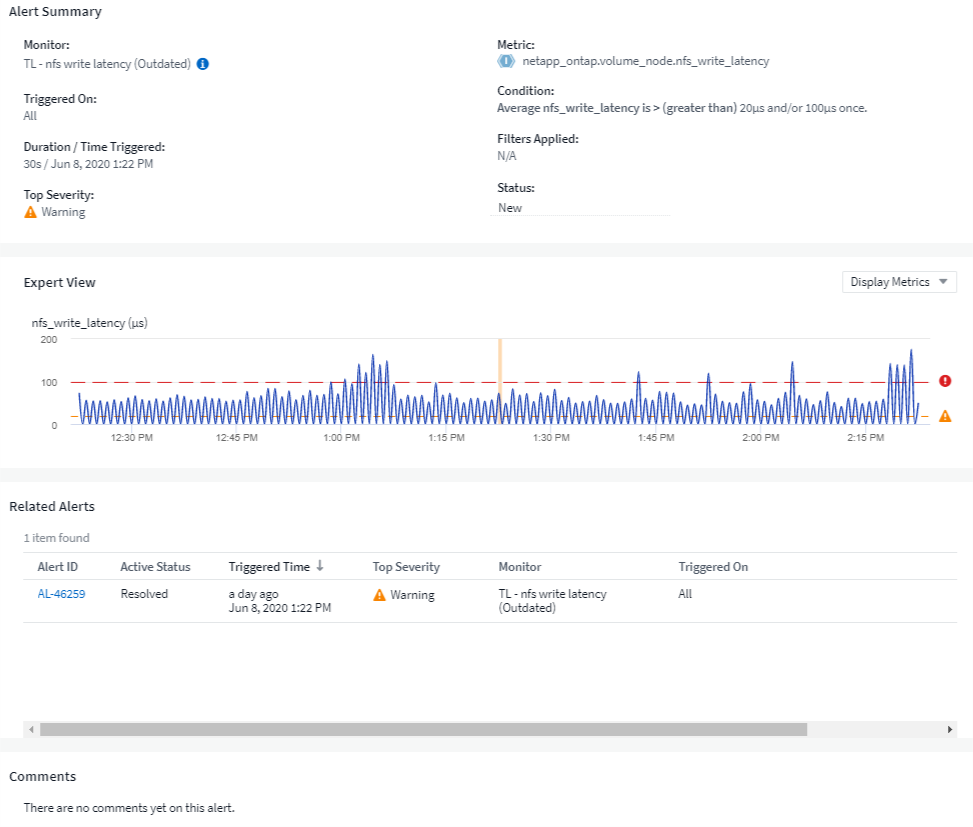 Alert Summary
Monitor:
TL - nfs write latency (Outdated)
Triggered On:
All
Duration / Time Triggered:
30s / Jun 8, 2020 1:22 PM
Top Severity:
Warning
Metric:
netapp_ontap.volume_node.nfs_write_latency
Condition:
Average nfs_write_latency is > (greater than) 20µs and/or 100µs once.
Filters Applied:
N/A
Status:
New
Expert View
Display Metrics
nfs_write_latency (µs)
200
100
0
12:30 PM 12:45 PM 1:00 PM 1:15 PM 1:30 PM 1:45 PM 2:00 PM 2:15 PM
Related Alerts
1 item found
Alert ID Active Status Triggered Time Top Severity Monitor Triggered On
AL-46259 Resolved a day ago Warning TL - nfs write latency All
Jun 8, 2020 1:22 PM (Outdated)
Comments
There are no comments yet on this alert.